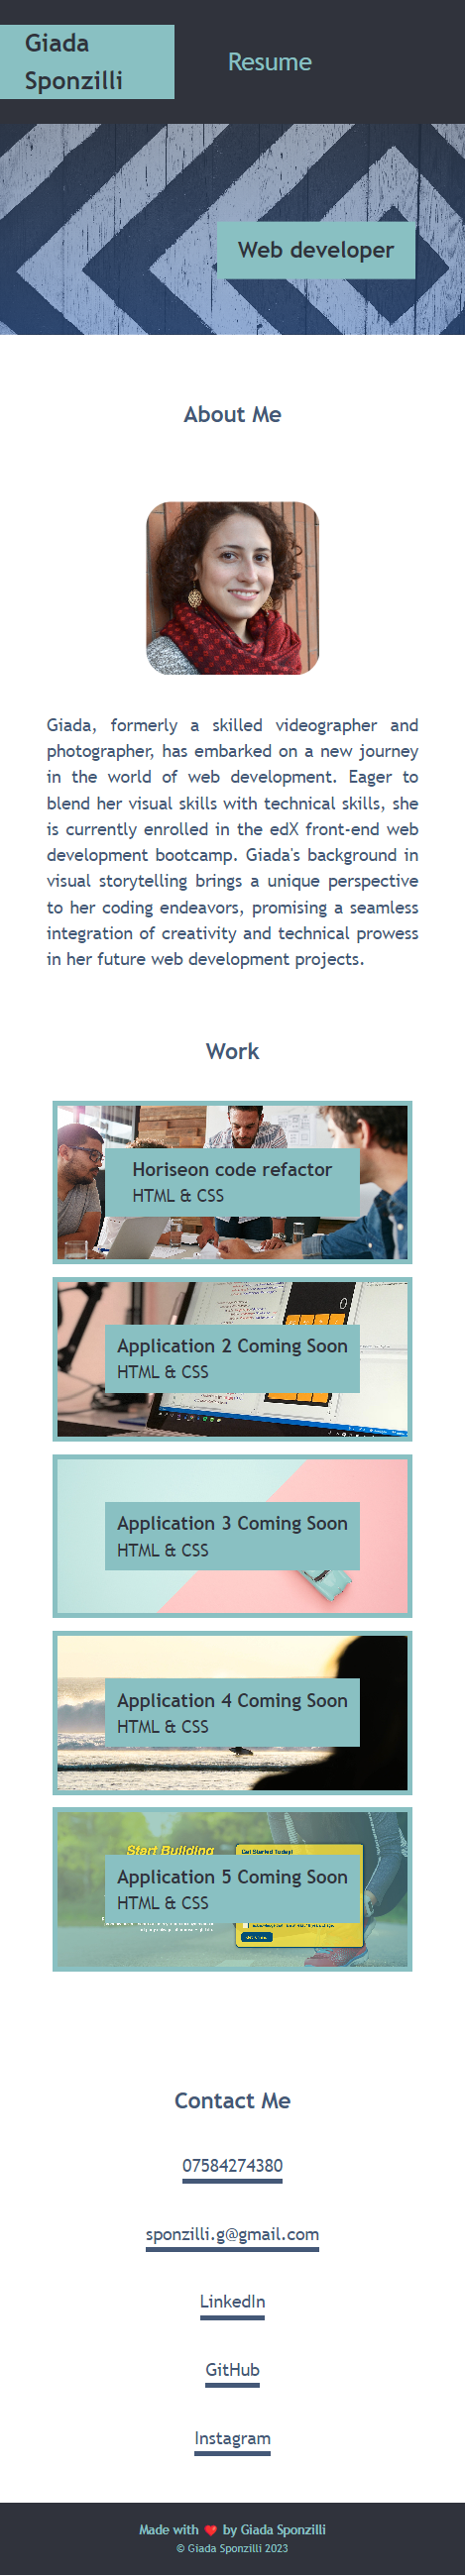 Giada
Sponzilli
Resume
Web developer
About Me
Giada, formerly a skilled videographer and
photographer, has embarked on a new journey
in the world of web development. Eager to
blend her visual skills with technical skills, she
is currently enrolled in the edX front-end web
development bootcamp. Giada's background in
visual storytelling brings a unique perspective
to her coding endeavors, promising a seamless
integration of creativity and technical prowess
in her future web development projects.
Work
Horiseon code refactor
HTML & CSS
Application 2 Coming Soon
HTML & CSS
Application 3 Coming Soon
HTML & CSS
Application 4 Coming Soon
HTML & CSS
Start Building
Get Started Today!
Application 5 Coming Soon
HTML & CSS
Contact Me
07584274380
sponzilli.g@gmail.com
LinkedIn
GitHub
Instagram
Made with ❤️ by Giada Sponzilli
© Giada Sponzilli 2023